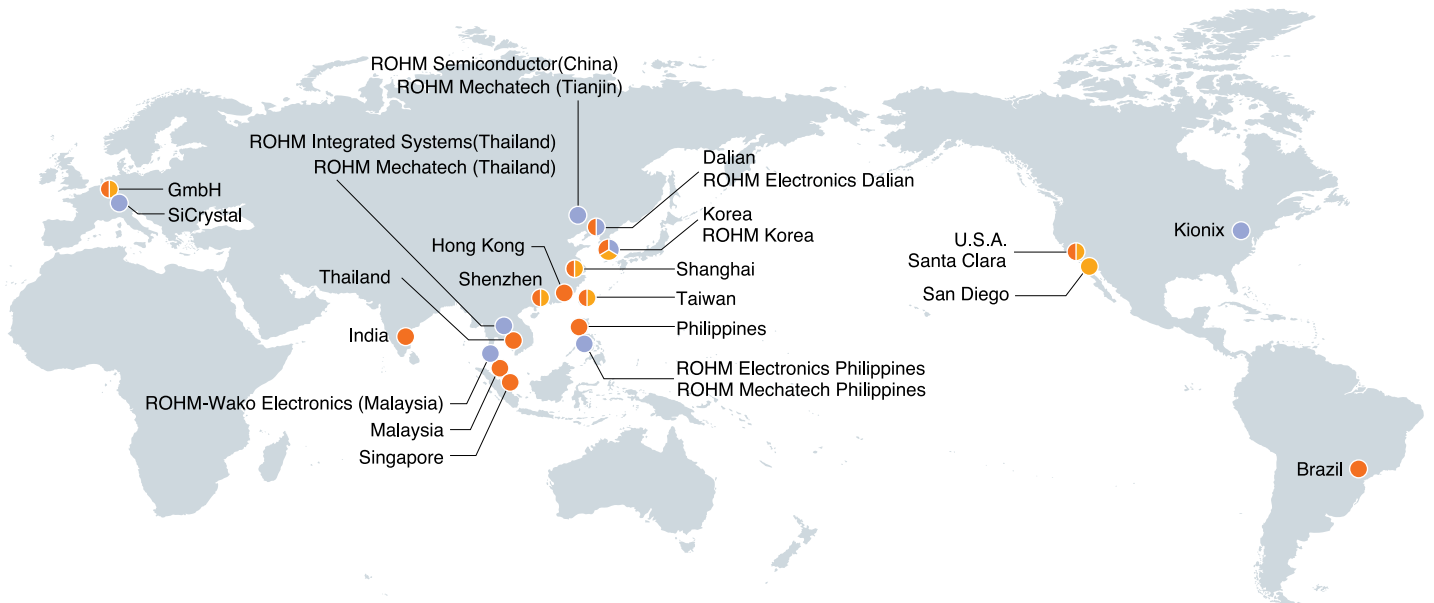 ROHM Semiconductor(China)
ROHM Mechatech (Tianjin)
ROHM Integrated Systems(Thailand)
ROHM Mechatech (Thailand)
Dalian
ROHM Electronics Dalian
GmbH
SiCrystal
Korea
ROHM Korea
Kionix
U.S.A.
Santa Clara
San Diego
Hong Kong
Shanghai
Thailand
Shenzhen
Taiwan
India
Philippines
ROHM Electronics Philippines
ROHM Mechatech Philippines
ROHM-Wako Electronics (Malaysia)
Malaysia
Singapore
Brazil